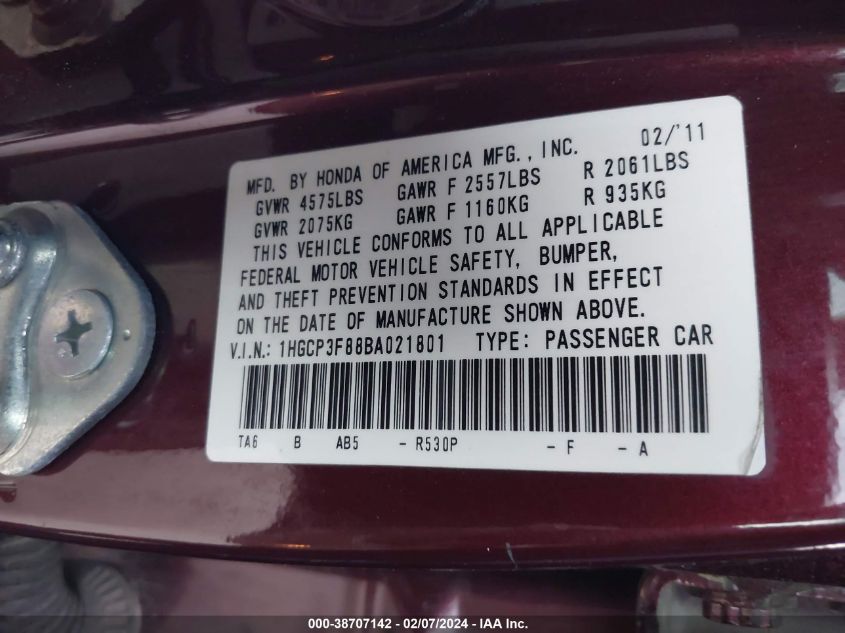 02/'11
MFD. BY HONDA OF AMERICA MFG., INC.
GVWR 4575LBS GAWR F 2557LBS R 2061LBS
GVWR 2075KG GAWR F 1160KG R 935KG
THIS VEHICLE CONFORMS TO ALL APPLICABLE
FEDERAL MOTOR VEHICLE SAFETY, BUMPER,
AND THEFT PREVENTION STANDARDS IN EFFECT
ON THE DATE OF MANUFACTURE SHOWN ABOVE.
V.I.N.: 1HGCP3F88BA021801 TYPE: PASSENGER CAR
TA6 B AB5 - R530P - F - A
000-38707142 - 02/07/2024 - IAA Inc.